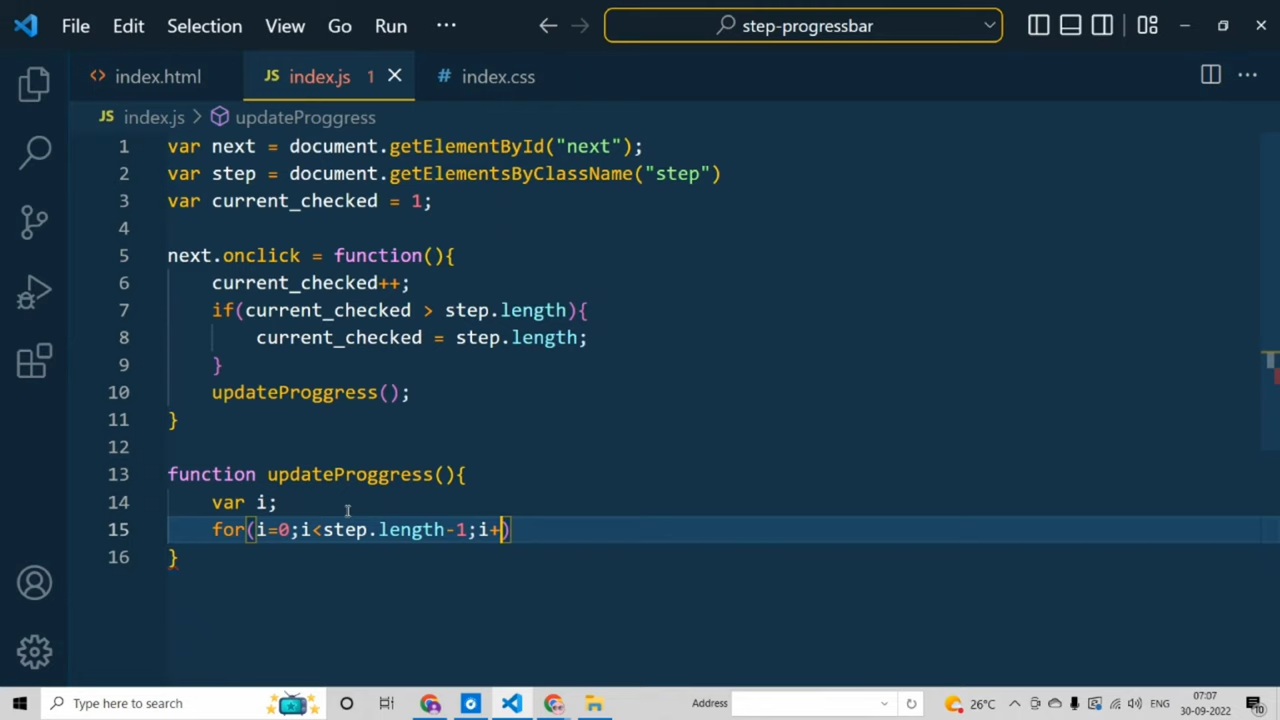 File Edit Selection View Go Run ··· step-progressbar
<> index.html JS index.js 1 # index.css
JS index.js > updateProggress
1 var next = document.getElementById("next");
2 var step = document.getElementsByClassName("step")
3 var current_checked = 1;
4
5 next.onclick = function(){
6 current_checked++;
7 if(current_checked > step.length){
8 current_checked = step.length;
9 }
10 updateProggress();
11 }
12
13 function updateProggress(){
14 var i;
15 for(i=0;i<step.length-1;i+)
16 }
Type here to search Address 26°C ENG 07:07
30-09-2022 10